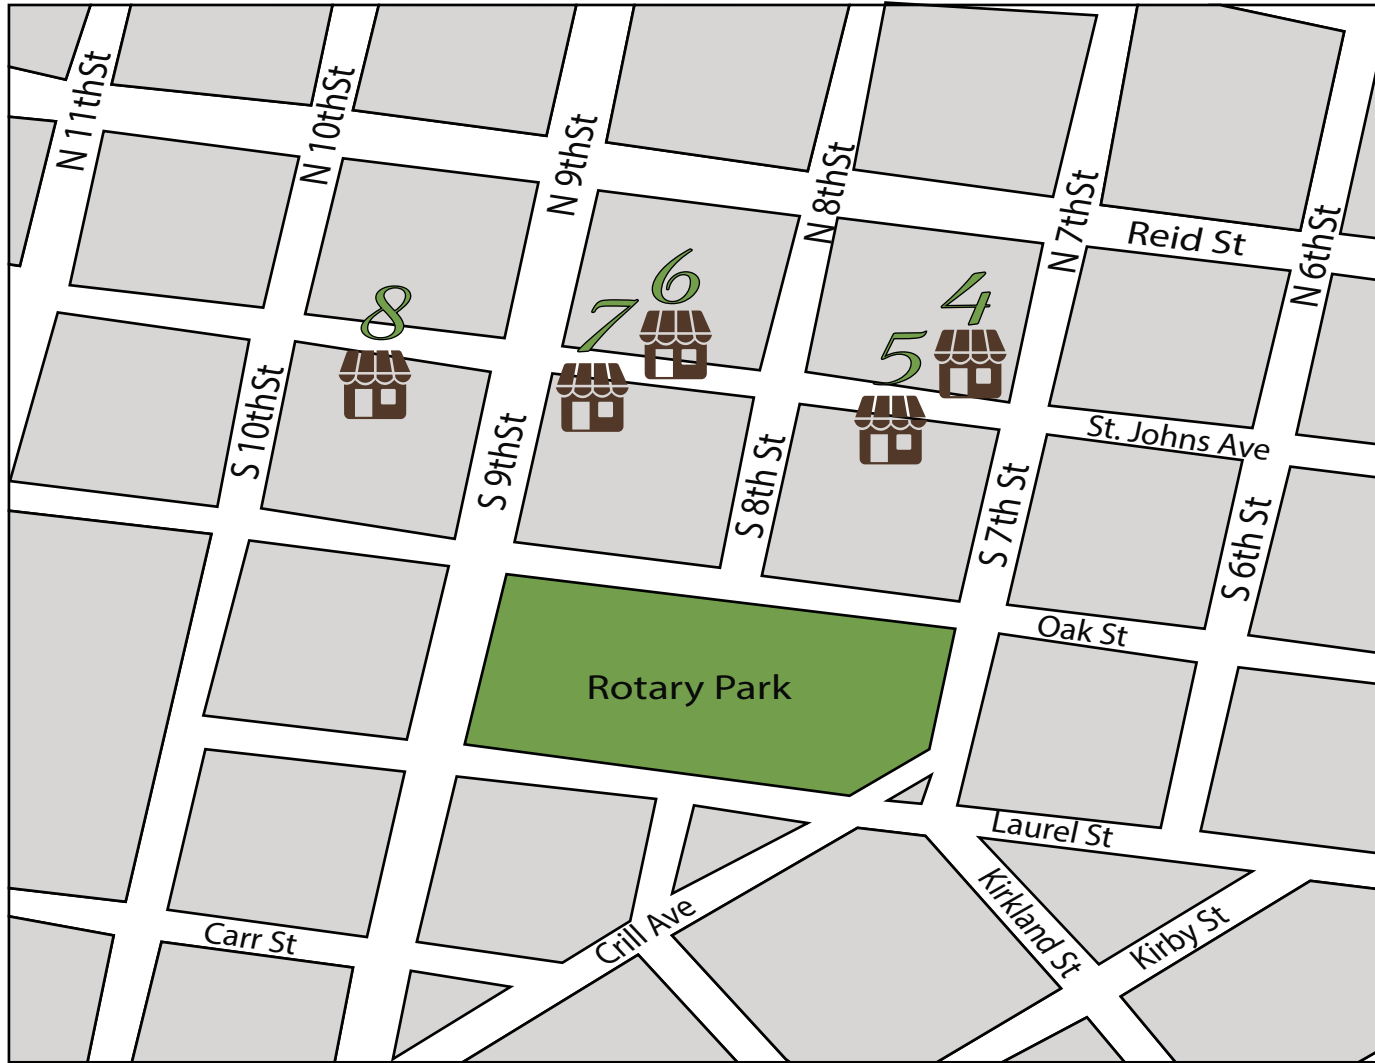 N 11thSt
N 10thSt
N 9thSt
N 8thSt
N 7thSt
Reid St
N 6thSt
8
7
6
5
4
S 10thSt
S 9thSt
S 8th St
S 7th St
St. Johns Ave
S 6th St
Oak St
Rotary Park
Laurel St
Carr St
Crill Ave
Kirkland St
Kirby St